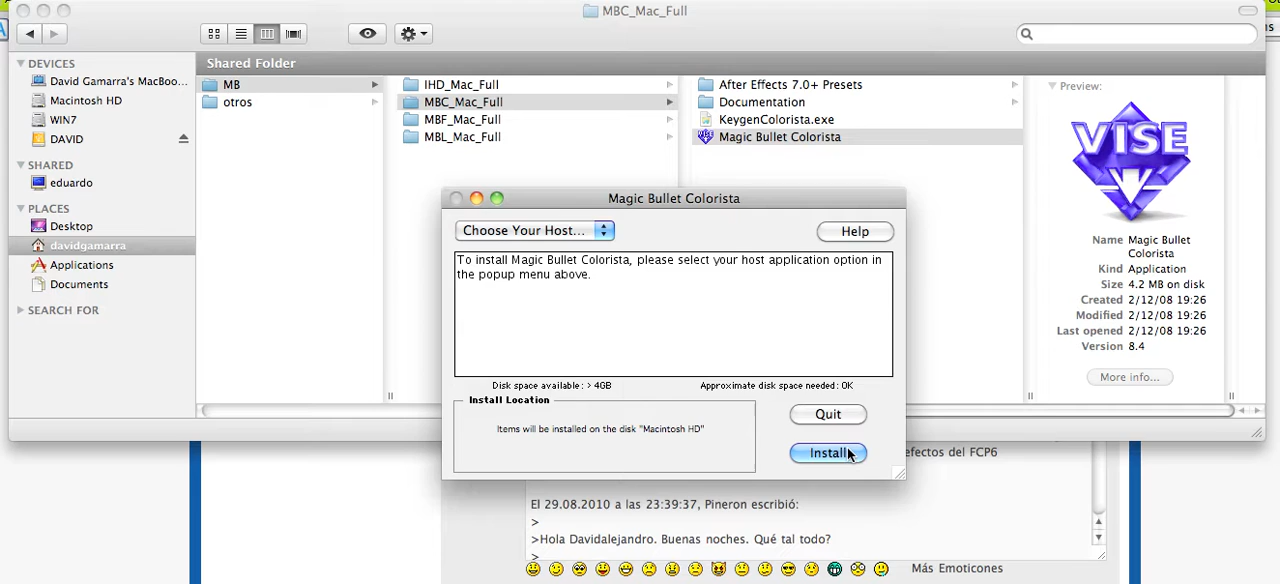 MBC_Mac_Full
Shared Folder
DEVICES
David Gamarra's MacBoo...
Macintosh HD
WIN7
DAVID
SHARED
eduardo
PLACES
Desktop
davidgamarra
Applications
Documents
SEARCH FOR
MB
otros
IHD_Mac_Full
MBC_Mac_Full
MBF_Mac_Full
MBL_Mac_Full
After Effects 7.0+ Presets
Documentation
KeygenColorista.exe
Magic Bullet Colorista
Preview:
VISE
Name Magic Bullet
Colorista
Kind Application
Size 4.2 MB on disk
Created 2/12/08 19:26
Modified 2/12/08 19:26
Last opened 2/12/08 19:26
Version 8.4
More info...
Magic Bullet Colorista
Choose Your Host...
Help
To install Magic Bullet Colorista, please select your host application option in
the popup menu above.
Disk space available: > 4GB
Approximate disk space needed: OK
Install Location
Items will be installed on the disk "Macintosh HD"
Quit
Install
efectos del FCP6
El 29.08.2010 a las 23:39:37, Pineron escribió:
>
>Hola Davidalejandro. Buenas noches. Qué tal todo?
>
Más Emoticones